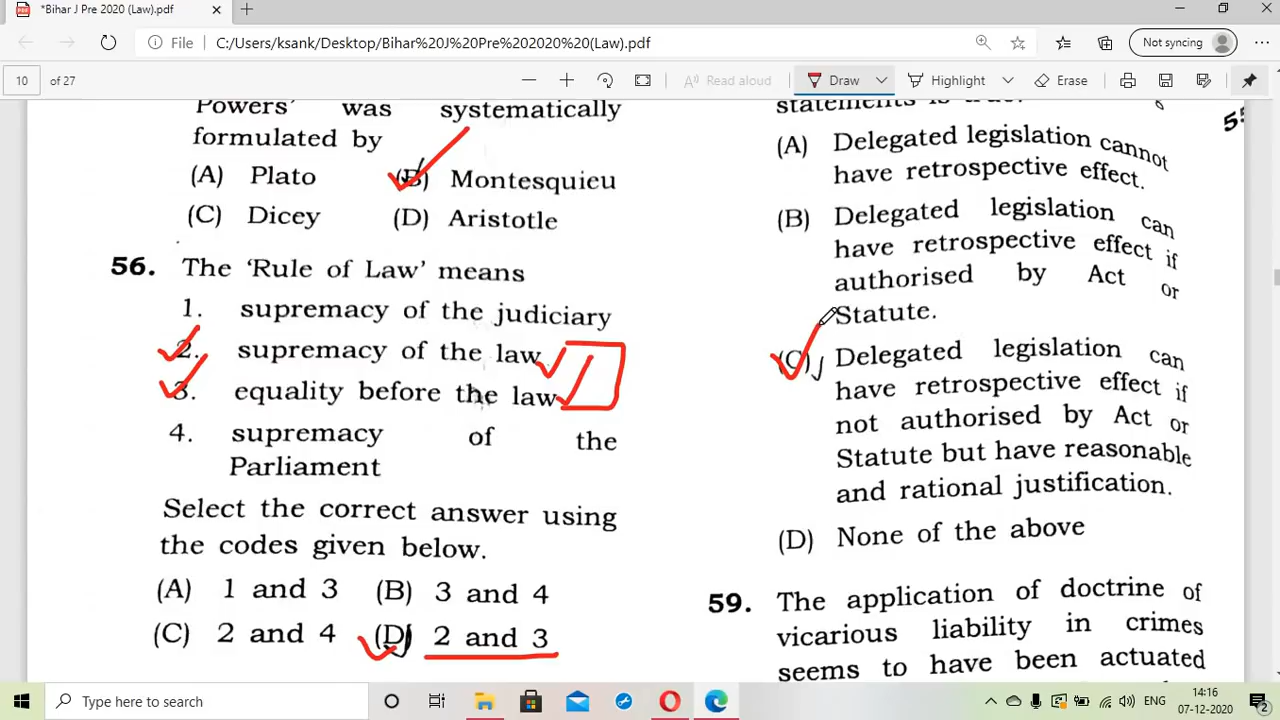 *Bihar J Pre 2020 (Law).pdf
File C:/Users/ksank/Desktop/Bihar%20J%20Pre%202020%20(Law).pdf Not syncing
10 of 27 Read aloud Draw Highlight Erase
Powers' was systematically
formulated by
(A) Plato (B) Montesquieu
(C) Dicey (D) Aristotle
56. The 'Rule of Law' means
1. supremacy of the judiciary
2. supremacy of the law
3. equality before the law
4. supremacy of the
Parliament
Select the correct answer using
the codes given below.
(A) 1 and 3 (B) 3 and 4
(C) 2 and 4 (D) 2 and 3
statements is true?
(A) Delegated legislation cannot
have retrospective effect.
(B) Delegated legislation can
have retrospective effect if
authorised by Act or
Statute.
(C) Delegated legislation can
have retrospective effect if
not authorised by Act or
Statute but have reasonable
and rational justification.
(D) None of the above
59. The application of doctrine of
vicarious liability in crimes
seems to have been actuated
Type here to search
14:16
ENG
07-12-2020
2